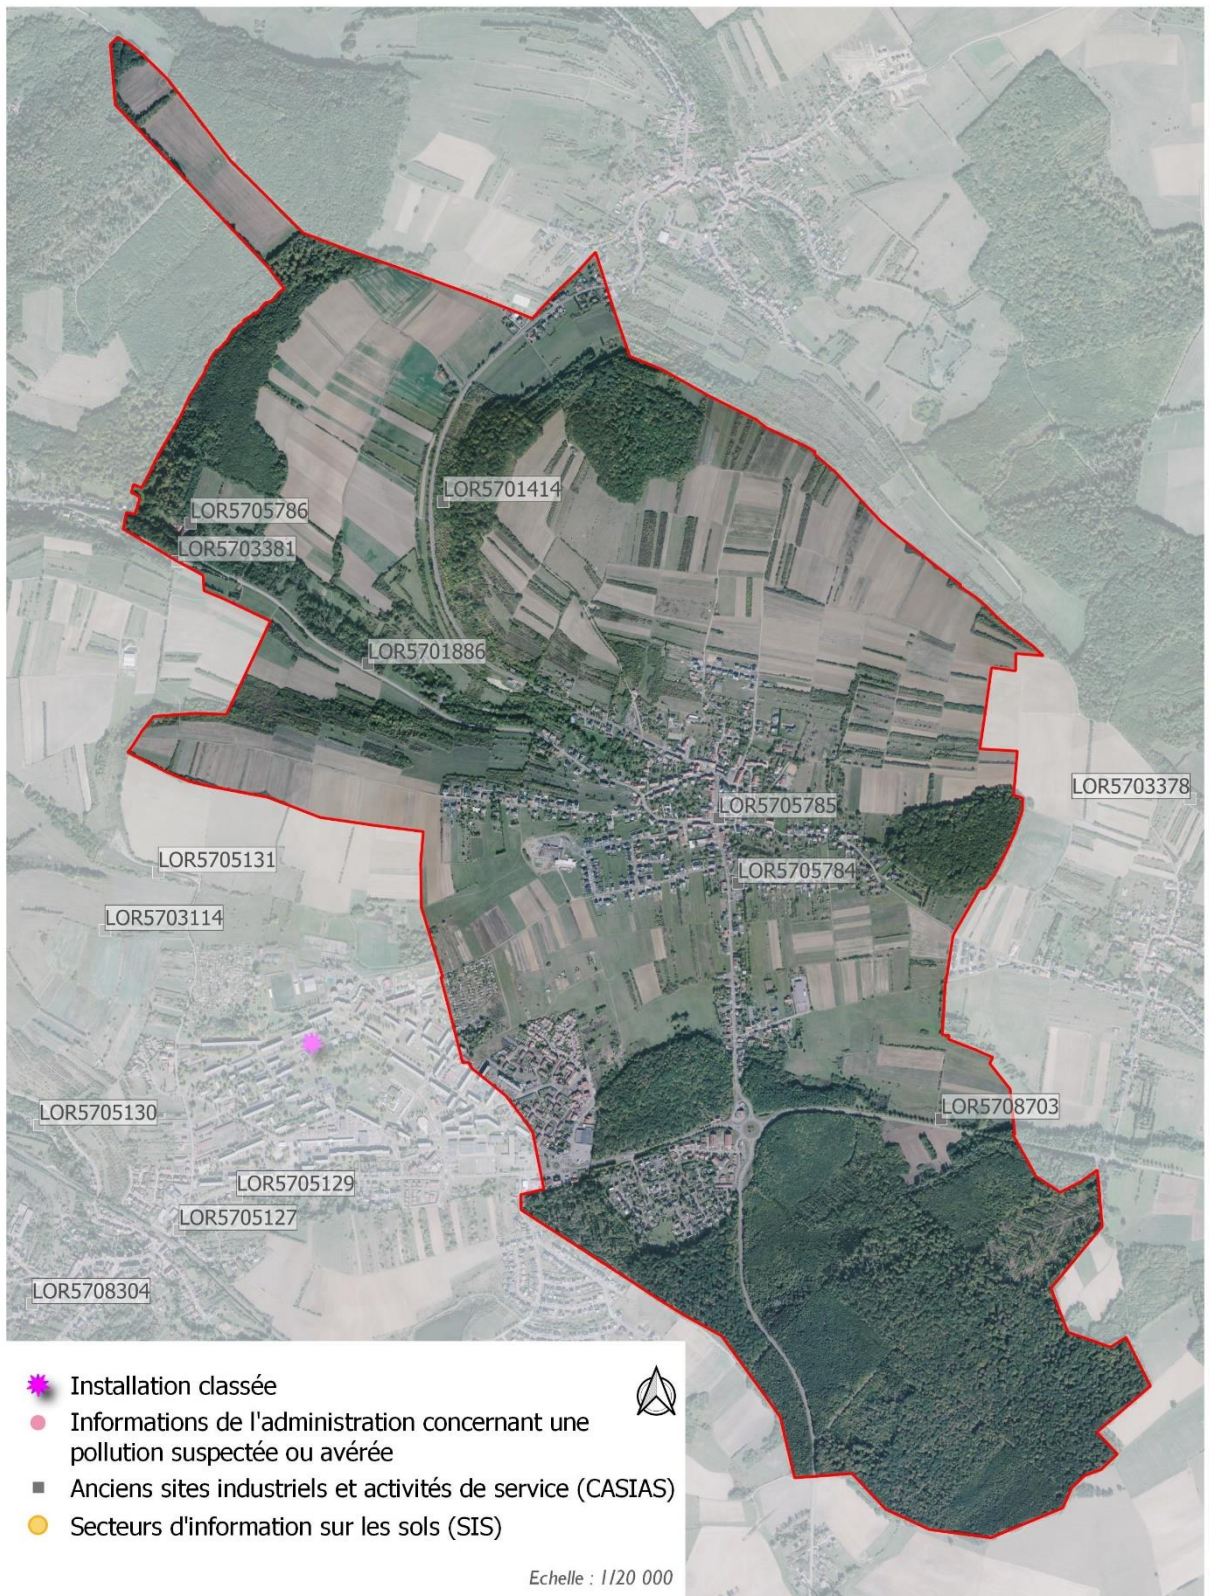 LOR5701414
LOR5705786
LOR5703381
LOR5701886
LOR5703378
LOR5705785
LOR5705131
LOR5705784
LOR5703114
LOR5708703
LOR5705130
LOR5705129
LOR5705127
LOR5708304
Installation classée
Informations de l'administration concernant une
pollution suspectée ou avérée
Anciens sites industriels et activités de service (CASIAS)
Secteurs d'information sur les sols (SIS)
Echelle : 1/20 000